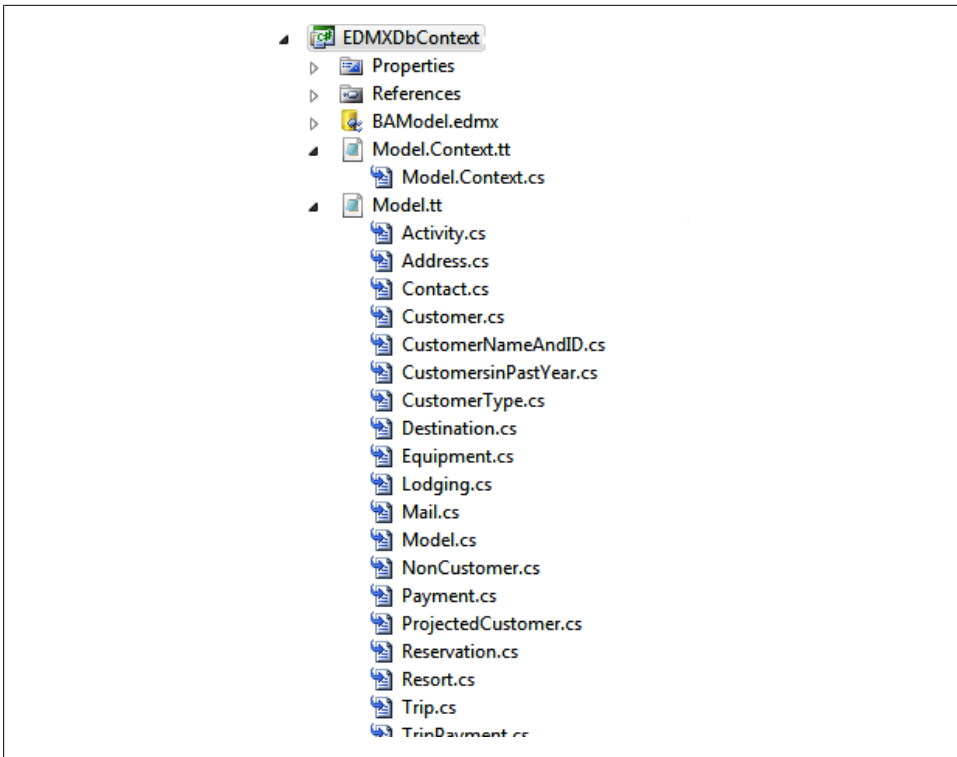 EDMXDbContext
Properties
References
BAModel.edmx
Model.Context.tt
Model.Context.cs
Model.tt
Activity.cs
Address.cs
Contact.cs
Customer.cs
CustomerNameAndID.cs
CustomersinPastYear.cs
CustomerType.cs
Destination.cs
Equipment.cs
Lodging.cs
Mail.cs
Model.cs
NonCustomer.cs
Payment.cs
ProjectedCustomer.cs
Reservation.cs
Resort.cs
Trip.cs
TripPayment.cs